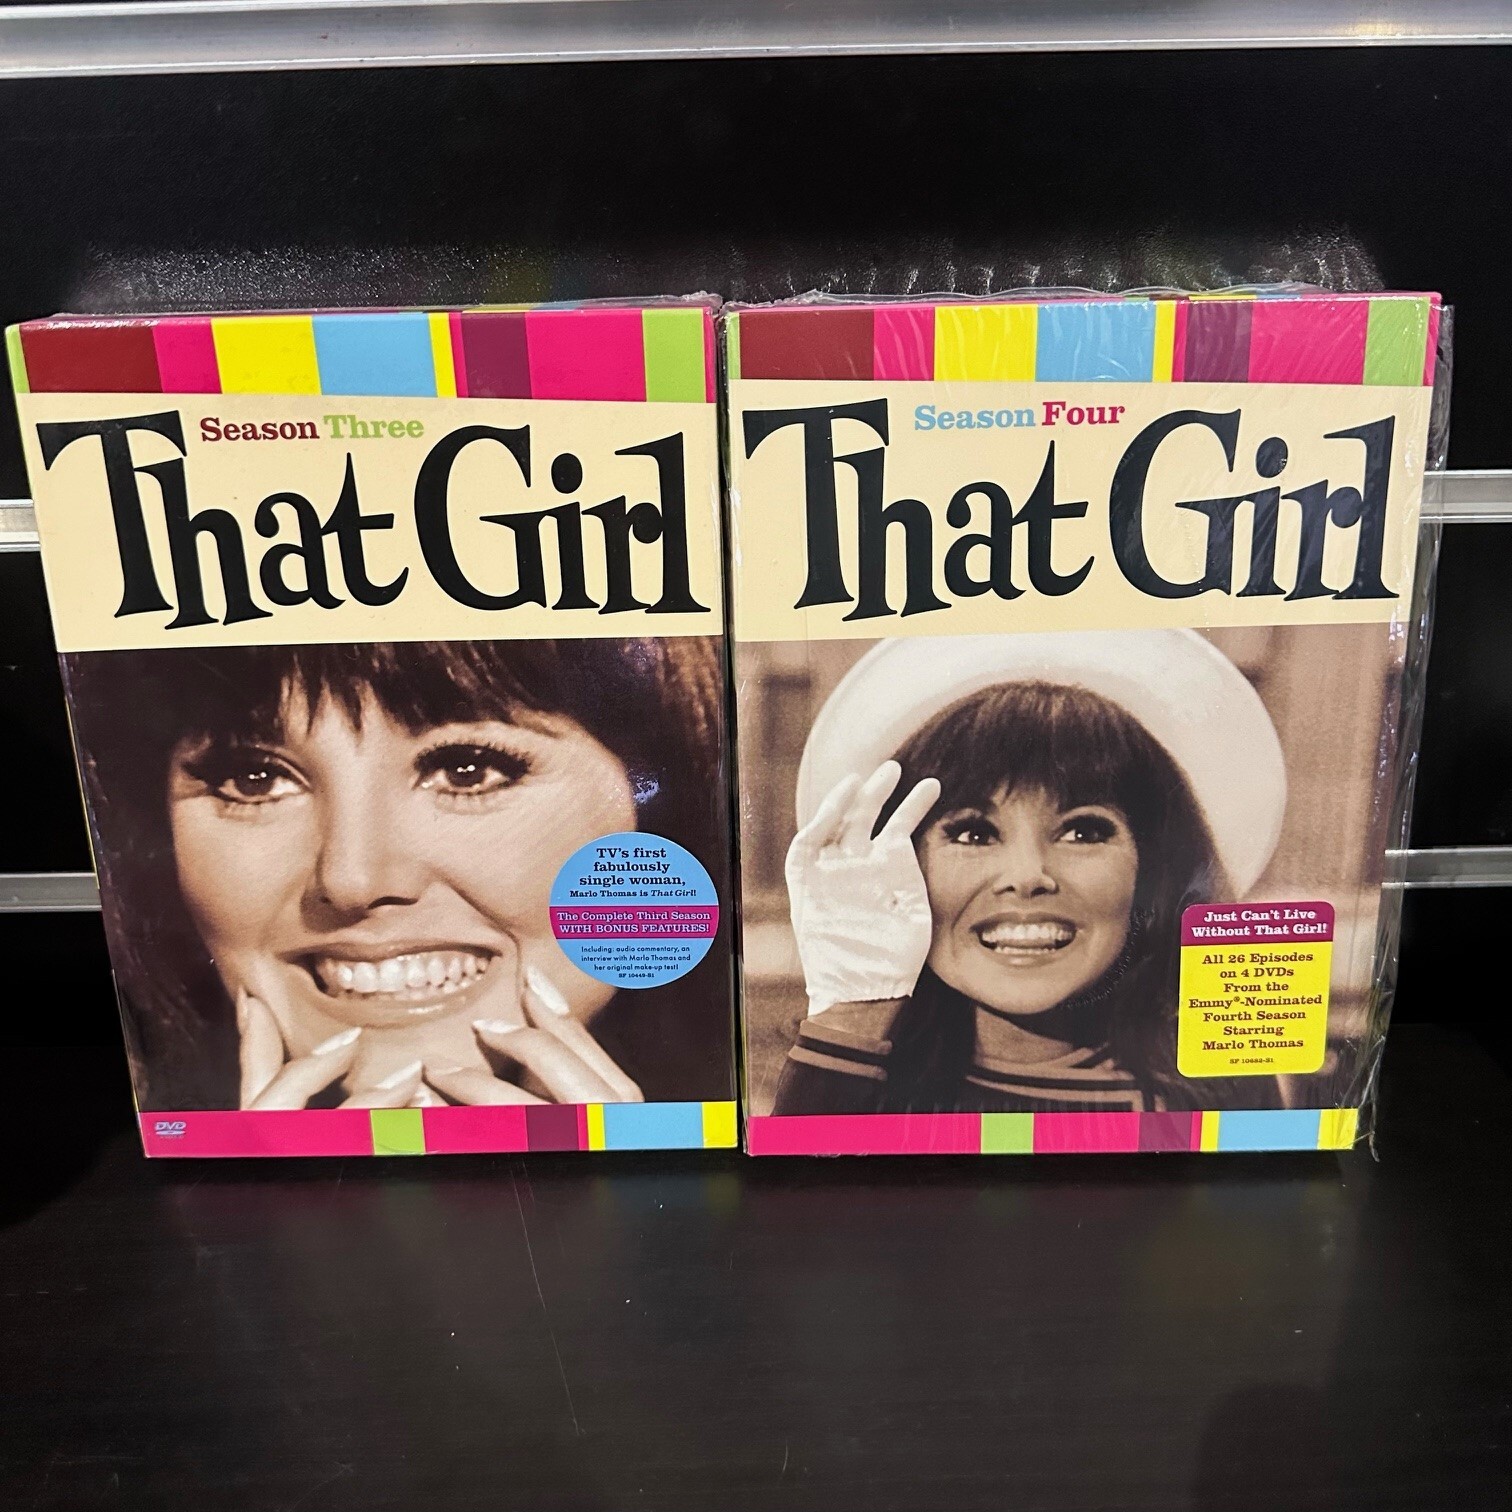 Season Three
That Girl
TV's first
fabulously
single woman,
Marlo Thomas is That Girl!
The Complete Third Season
WITH BONUS FEATURES!
Including: audio commentary, an
interview with Marlo Thomas and
her original make-up test!
SF 10449-S1
DVD
Season Four
That Girl
Just Can't Live
Without That Girl!
All 26 Episodes
on 4 DVDs
From the
Emmy®-Nominated
Fourth Season
Starring
Marlo Thomas